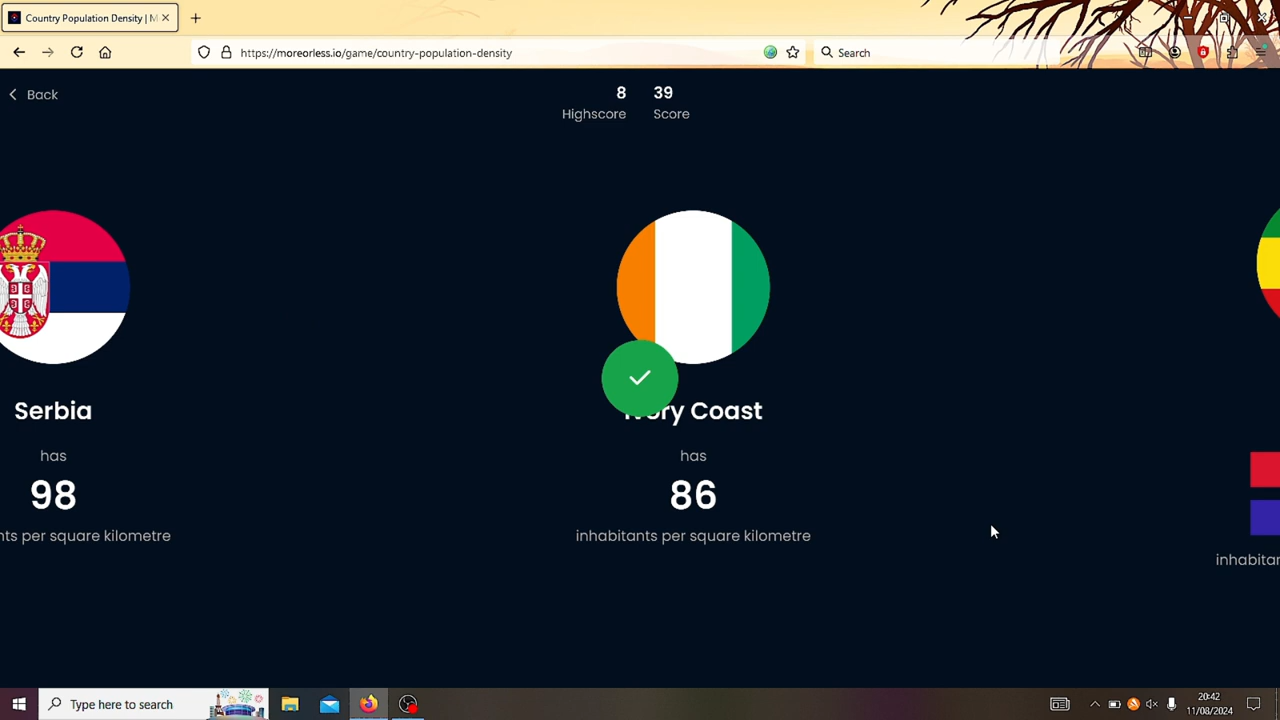 Country Population Density | M
https://moreorless.io/game/country-population-density
Search
Back
8 39
Highscore Score
Serbia
has
98
nts per square kilometre
Ivory Coast
has
86
inhabitants per square kilometre
inhabitan
Type here to search
20:42
11/08/2024